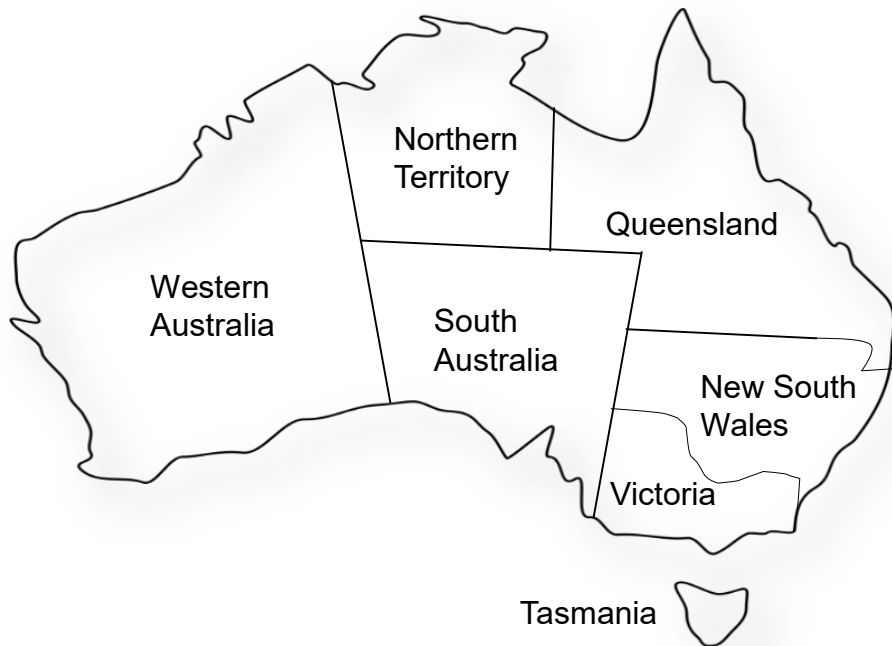 Northern
Territory
Queensland
Western
Australia
South
Australia
New South
Wales
Victoria
Tasmania